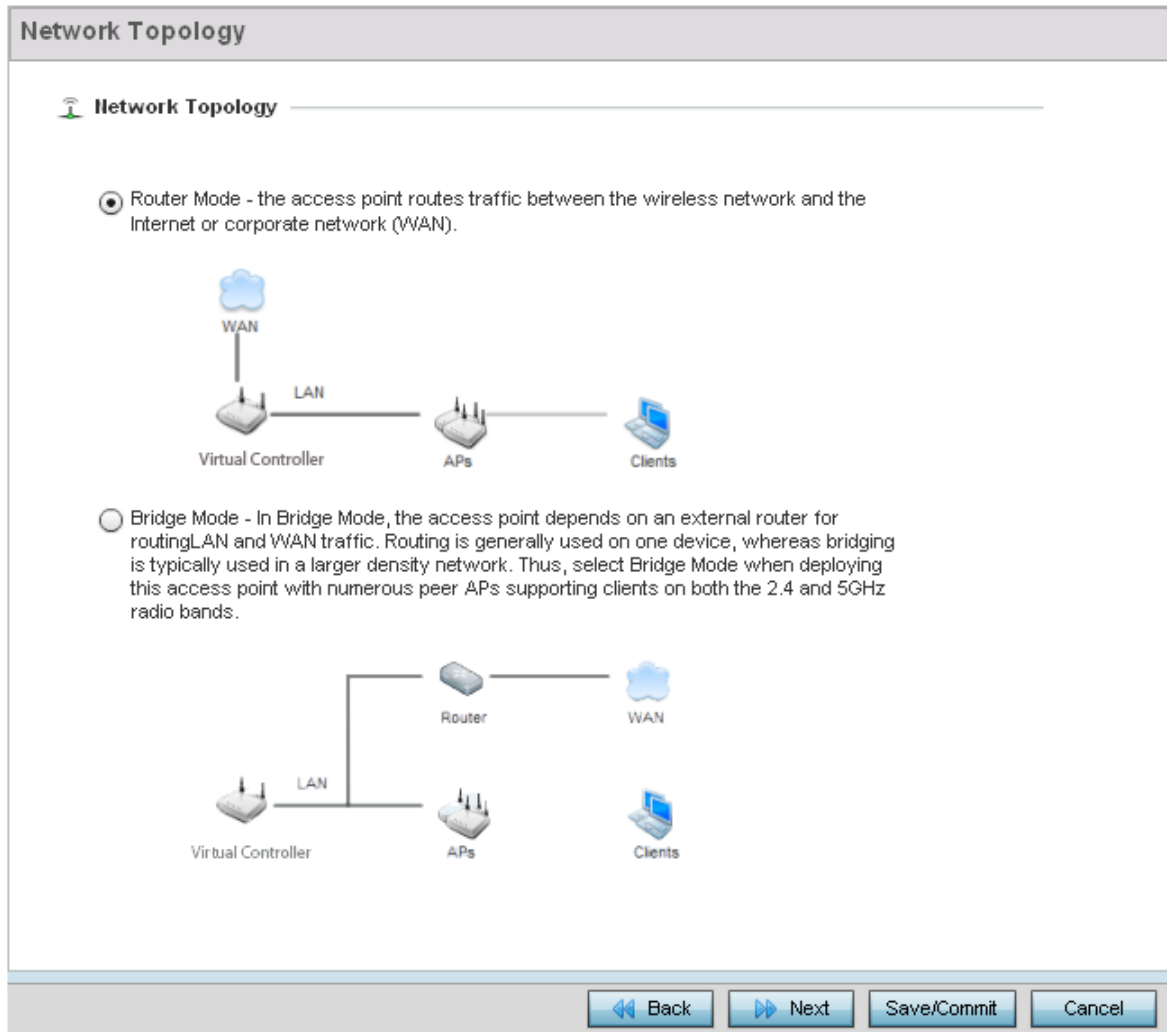 Network Topology
Network Topology
Router Mode - the access point routes traffic between the wireless network and the
Internet or corporate network (WAN).
WAN
LAN
Virtual Controller
APs
Clients
Bridge Mode - In Bridge Mode, the access point depends on an external router for
routingLAN and WAN traffic. Routing is generally used on one device, whereas bridging
is typically used in a larger density network. Thus, select Bridge Mode when deploying
this access point with numerous peer APs supporting clients on both the 2.4 and 5GHz
radio bands.
Router
WAN
LAN
Virtual Controller
APs
Clients
Back
Next
Save/Commit
Cancel